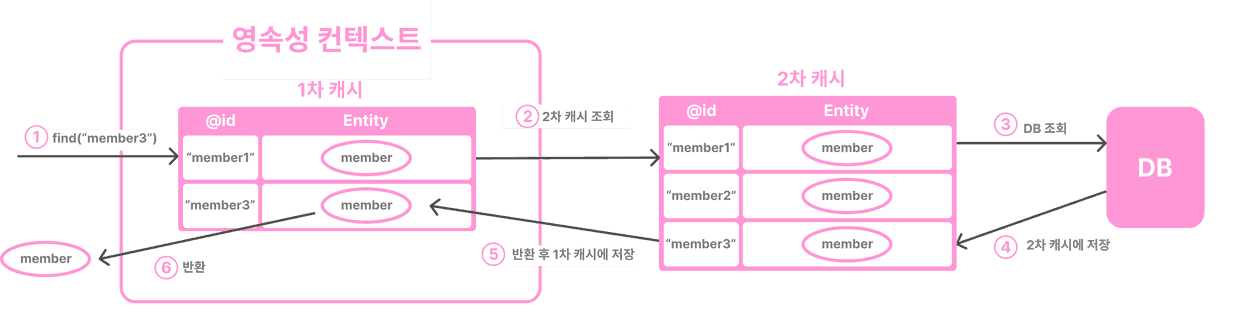 영속성 컨텍스트
1차 캐시
@id Entity
"member1" member
"member3" member
① find("member3")
② 2차 캐시 조회
2차 캐시
@id Entity
"member1" member
"member2" member
"member3" member
③ DB 조회
DB
④ 2차 캐시에 저장
⑤ 반환 후 1차 캐시에 저장
⑥ 반환
member